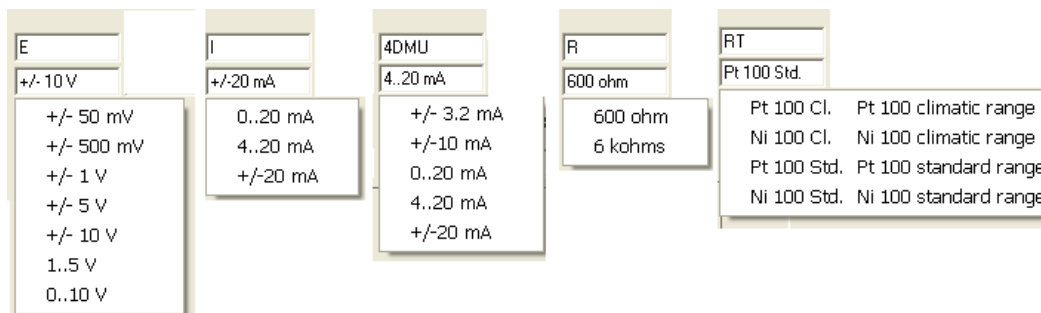 E
+/- 10 V
+/- 50 mV
+/- 500 mV
+/- 1 V
+/- 5 V
+/- 10 V
1..5 V
0..10 V
I
+/-20 mA
0..20 mA
4..20 mA
+/-20 mA
4DMU
4..20 mA
+/- 3.2 mA
+/-10 mA
0..20 mA
4..20 mA
+/-20 mA
R
600 ohm
600 ohm
6 kohms
RT
Pt 100 Std.
Pt 100 Cl. Pt 100 climatic range
Ni 100 Cl. Ni 100 climatic range
Pt 100 Std. Pt 100 standard range
Ni 100 Std. Ni 100 standard range